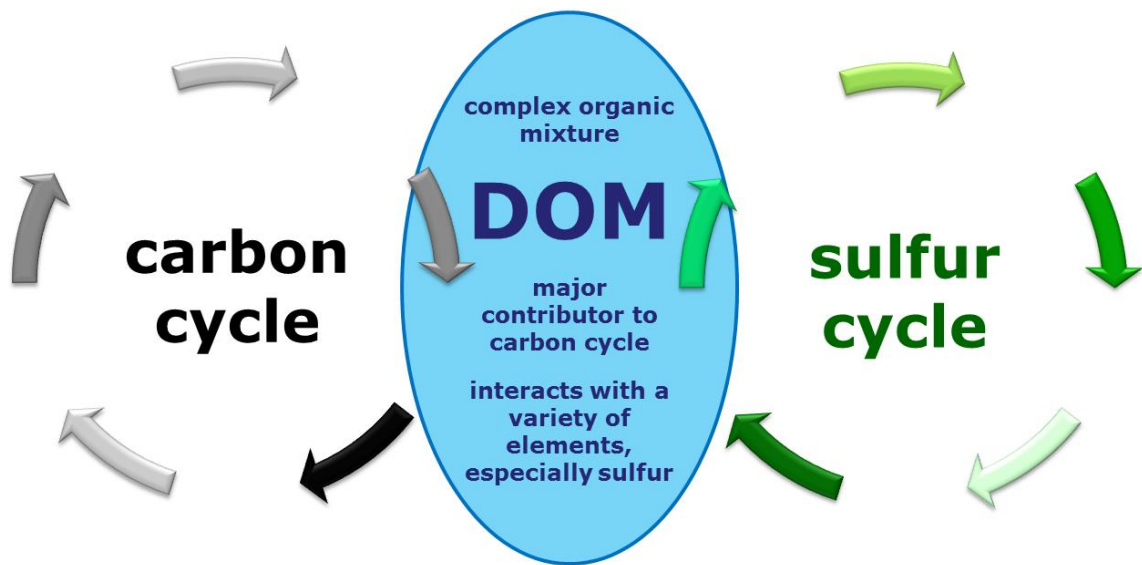 carbon
cycle
complex organic
mixture
DOM
major
contributor to
carbon cycle
interacts with a
variety of
elements,
especially sulfur
sulfur
cycle